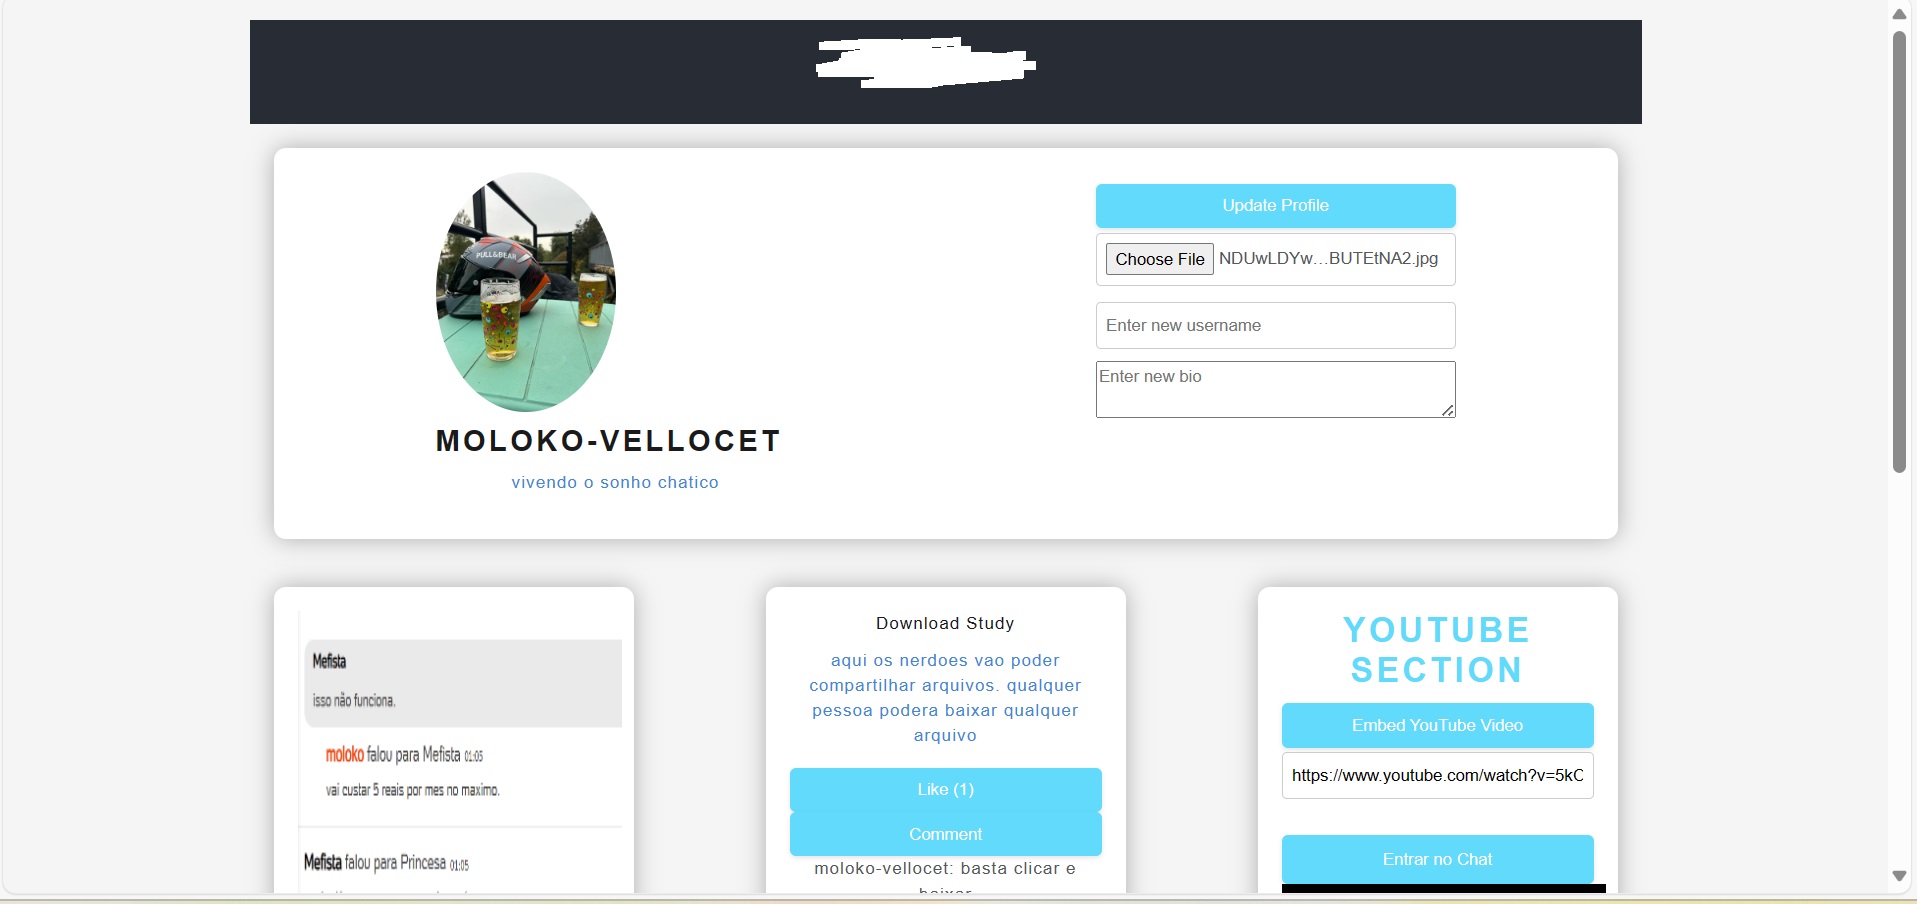 PULL&BEAR
MOLOKO-VELLOCET
vivendo o sonho chatico
Update Profile
Choose File NDUwLDYw...BUTEtNA2.jpg
Enter new username
Enter new bio
Mefista
isso não funciona.
moloko falou para Mefista 01:05
vai custar 5 reais por mes no maximo.
Mefista falou para Princesa 01:05
Download Study
aqui os nerdoes vao poder
compartilhar arquivos. qualquer
pessoa podera baixar qualquer
arquivo
Like (1)
Comment
moloko-vellocet: basta clicar e
baixar
YOUTUBE
SECTION
Embed YouTube Video
https://www.youtube.com/watch?v=5kC
Entrar no Chat